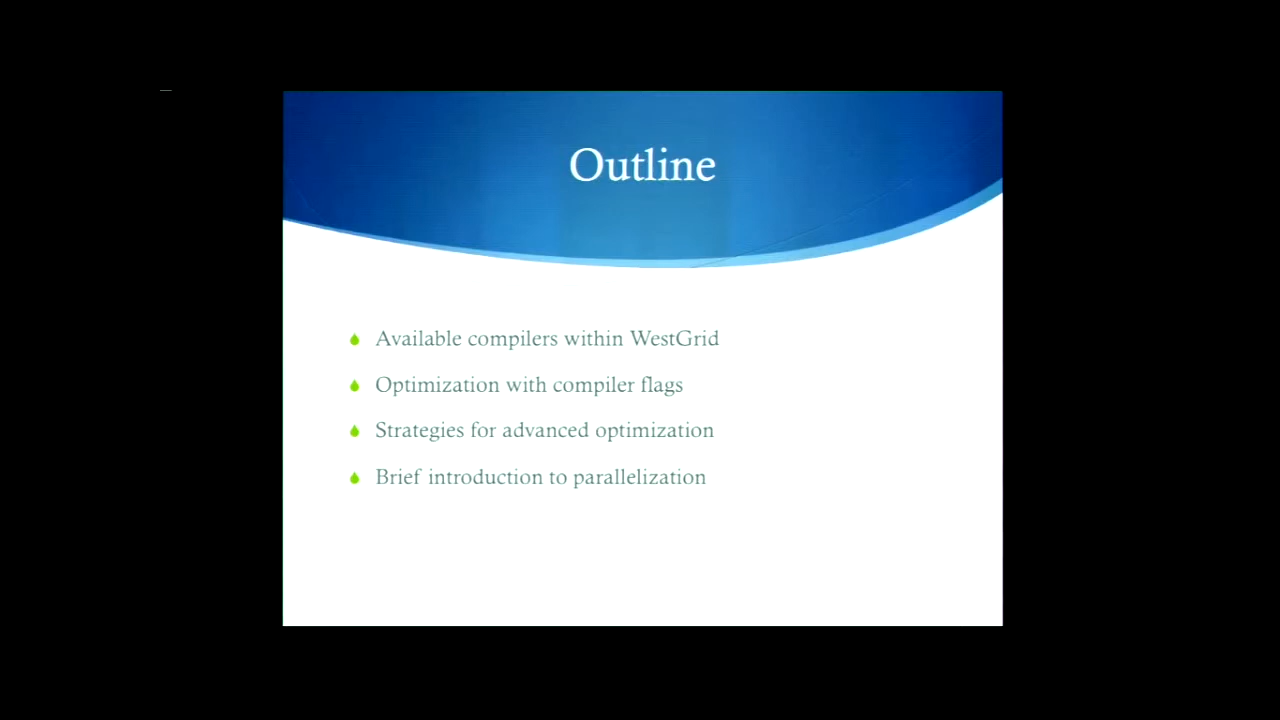 Outline
Available compilers within WestGrid
Optimization with compiler flags
Strategies for advanced optimization
Brief introduction to parallelization